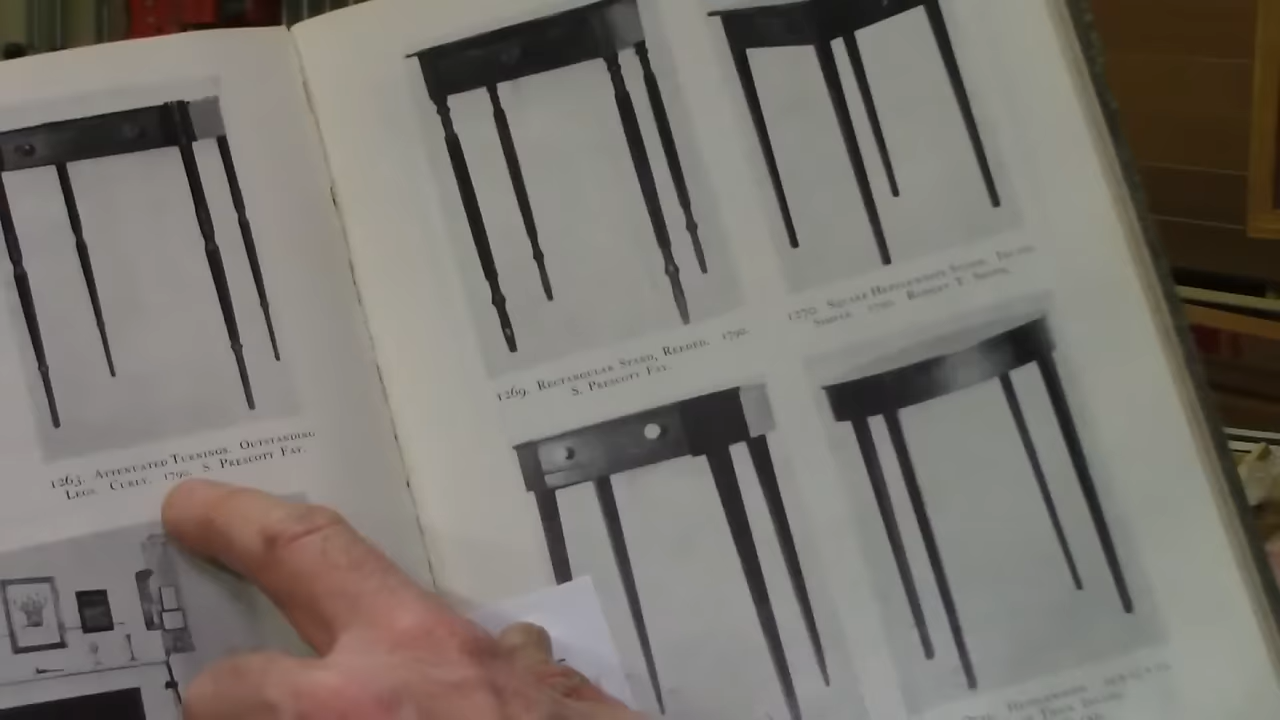 1263. Attenuated Turnings. Outstanding
Legs. Curly. 1790. S. Prescott Fay.
1269. Rectangular Stand, Reeded. 1790.
S. Prescott Fay.
1270. Square Hepplewhite Stand.
1790. Robert T. Smith.
Hepplewhite